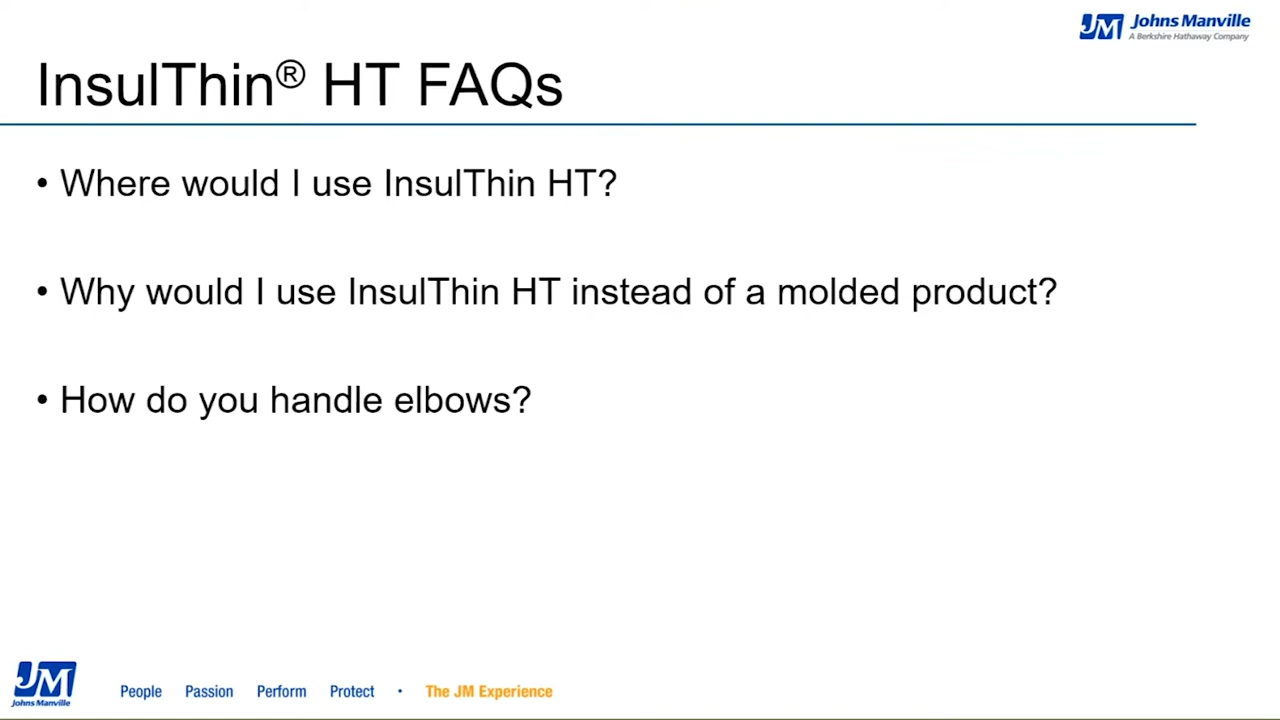 JM Johns Manville
A Berkshire Hathaway Company
InsulThin® HT FAQs
• Where would I use InsulThin HT?
• Why would I use InsulThin HT instead of a molded product?
• How do you handle elbows?
JM
Johns Manville
People Passion Perform Protect • The JM Experience